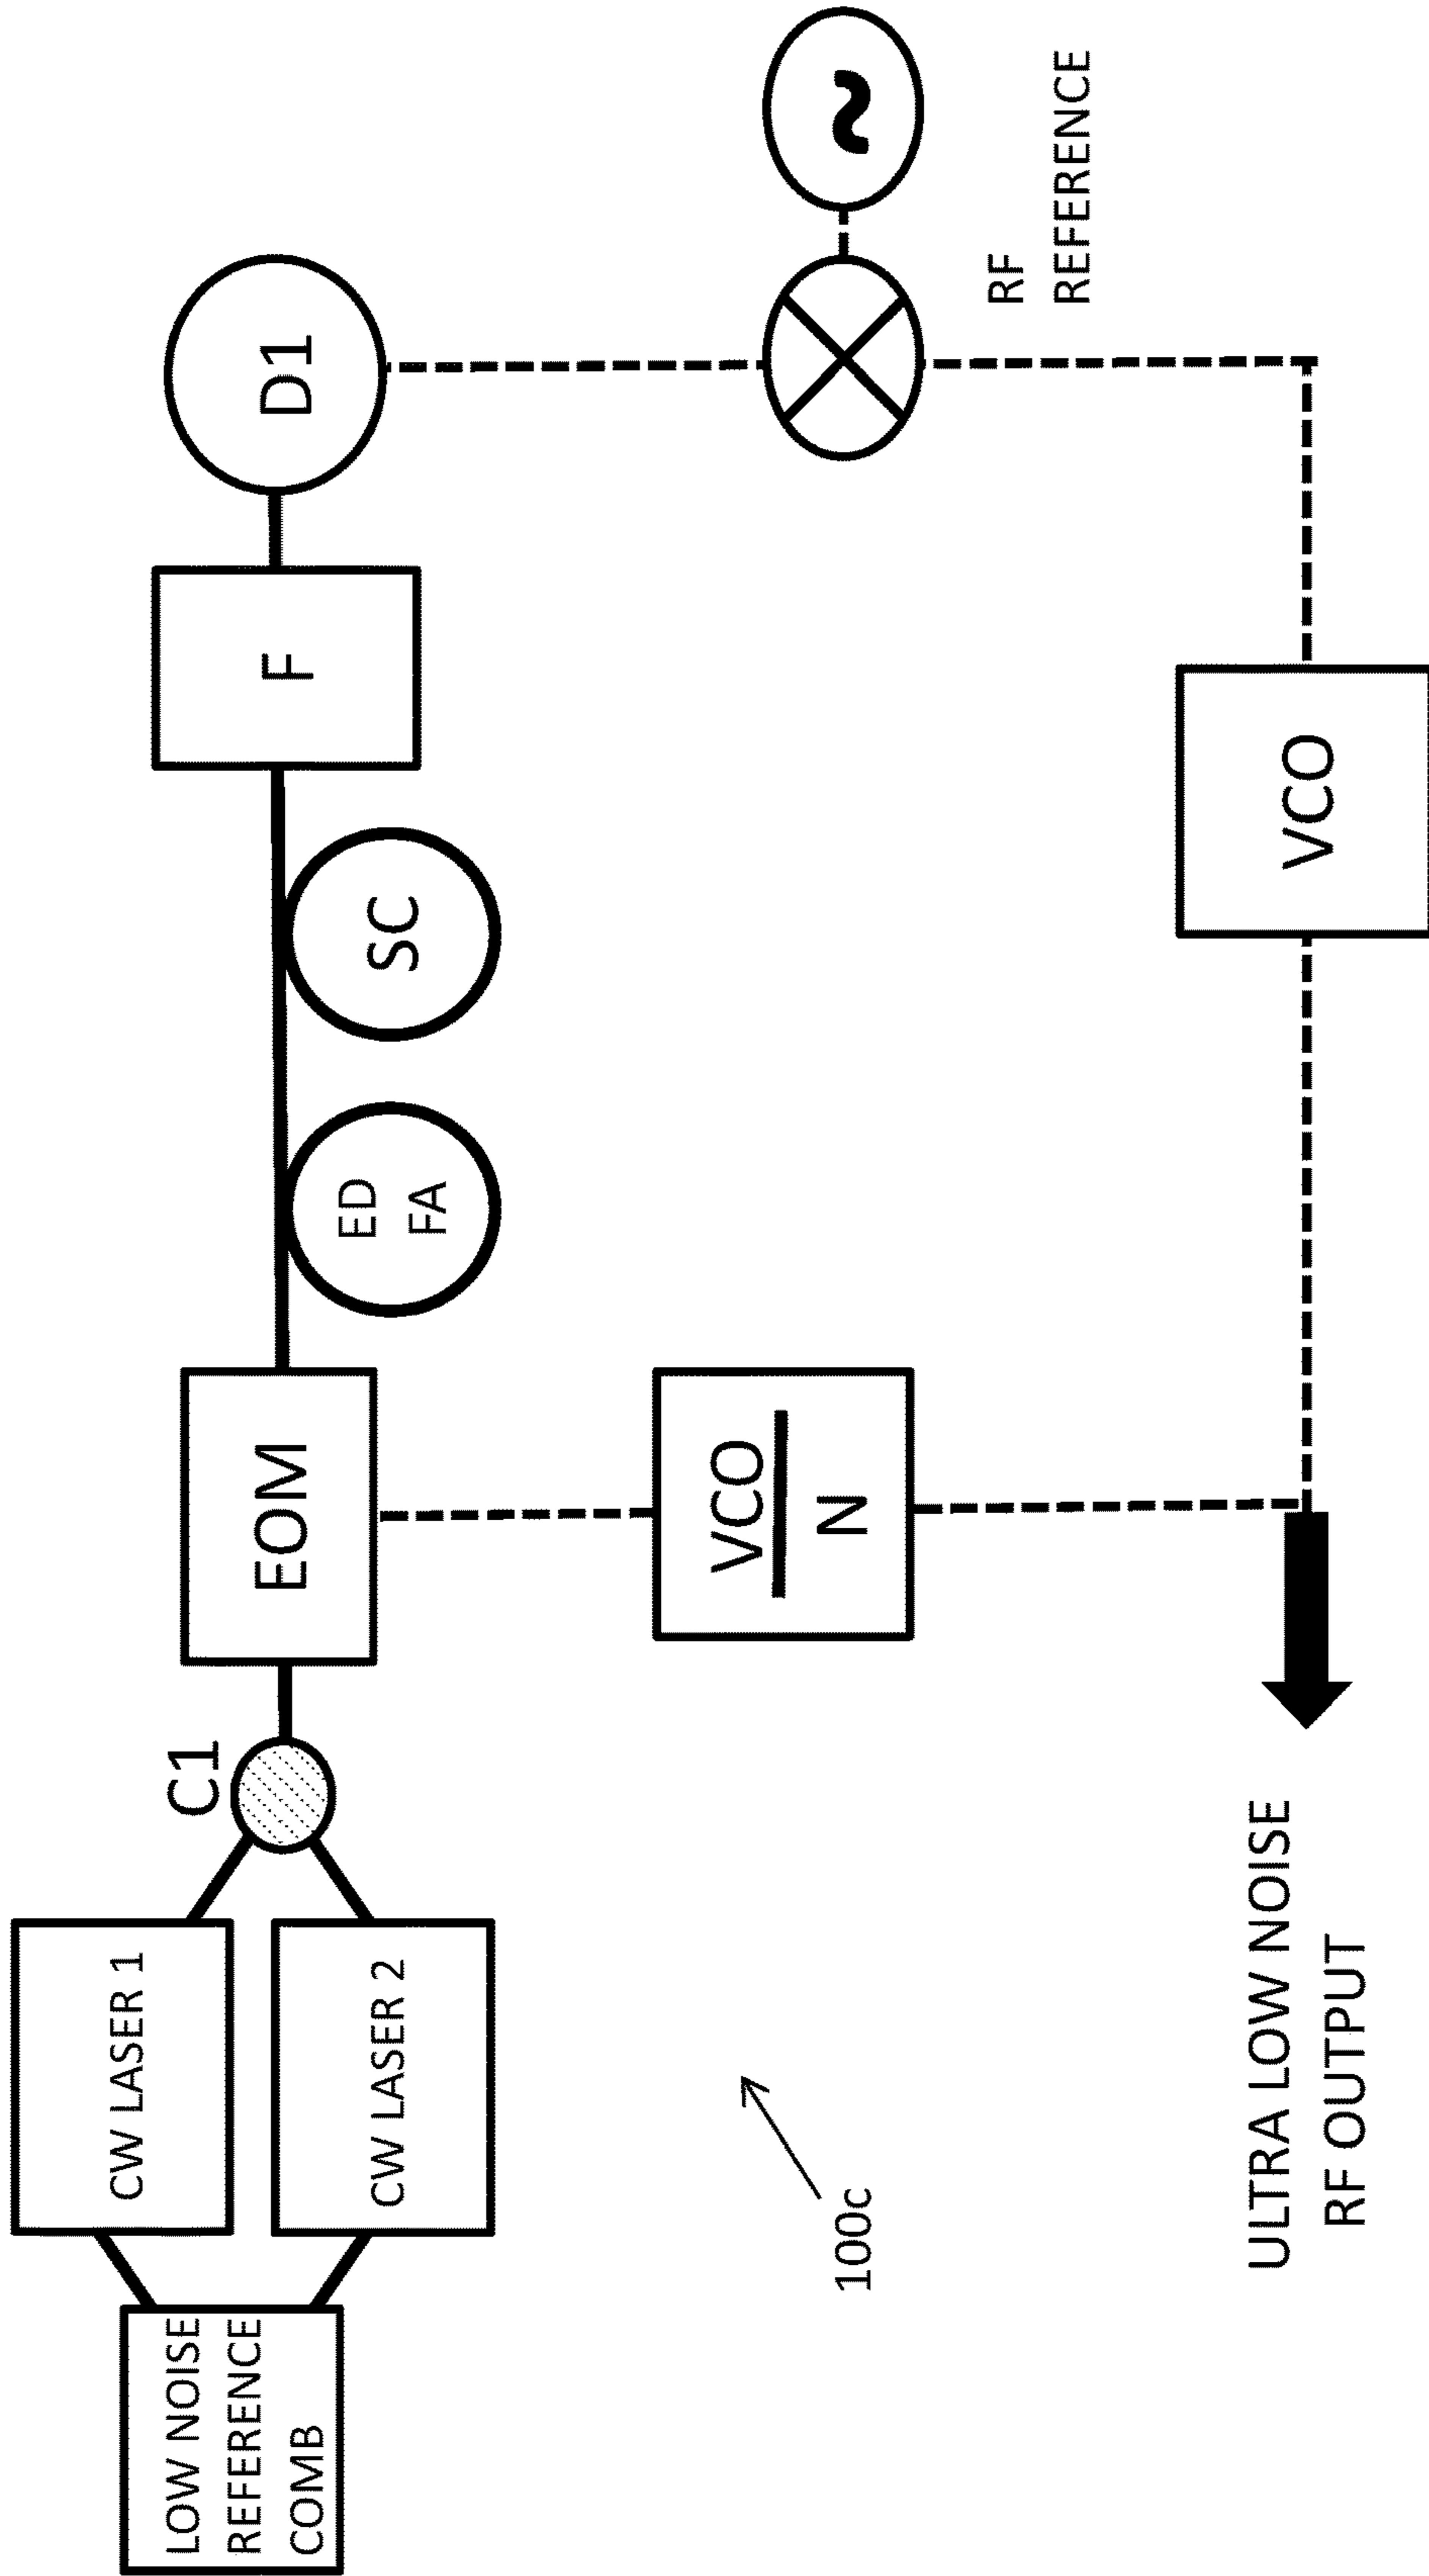 LOW NOISE
REFERENCE
COMB
CW LASER 1
CW LASER 2
C1
EOM
ED
FA
SC
F
D1
VCO
N
RF
REFERENCE
VCO
100c
ULTRA LOW NOISE
RF OUTPUT